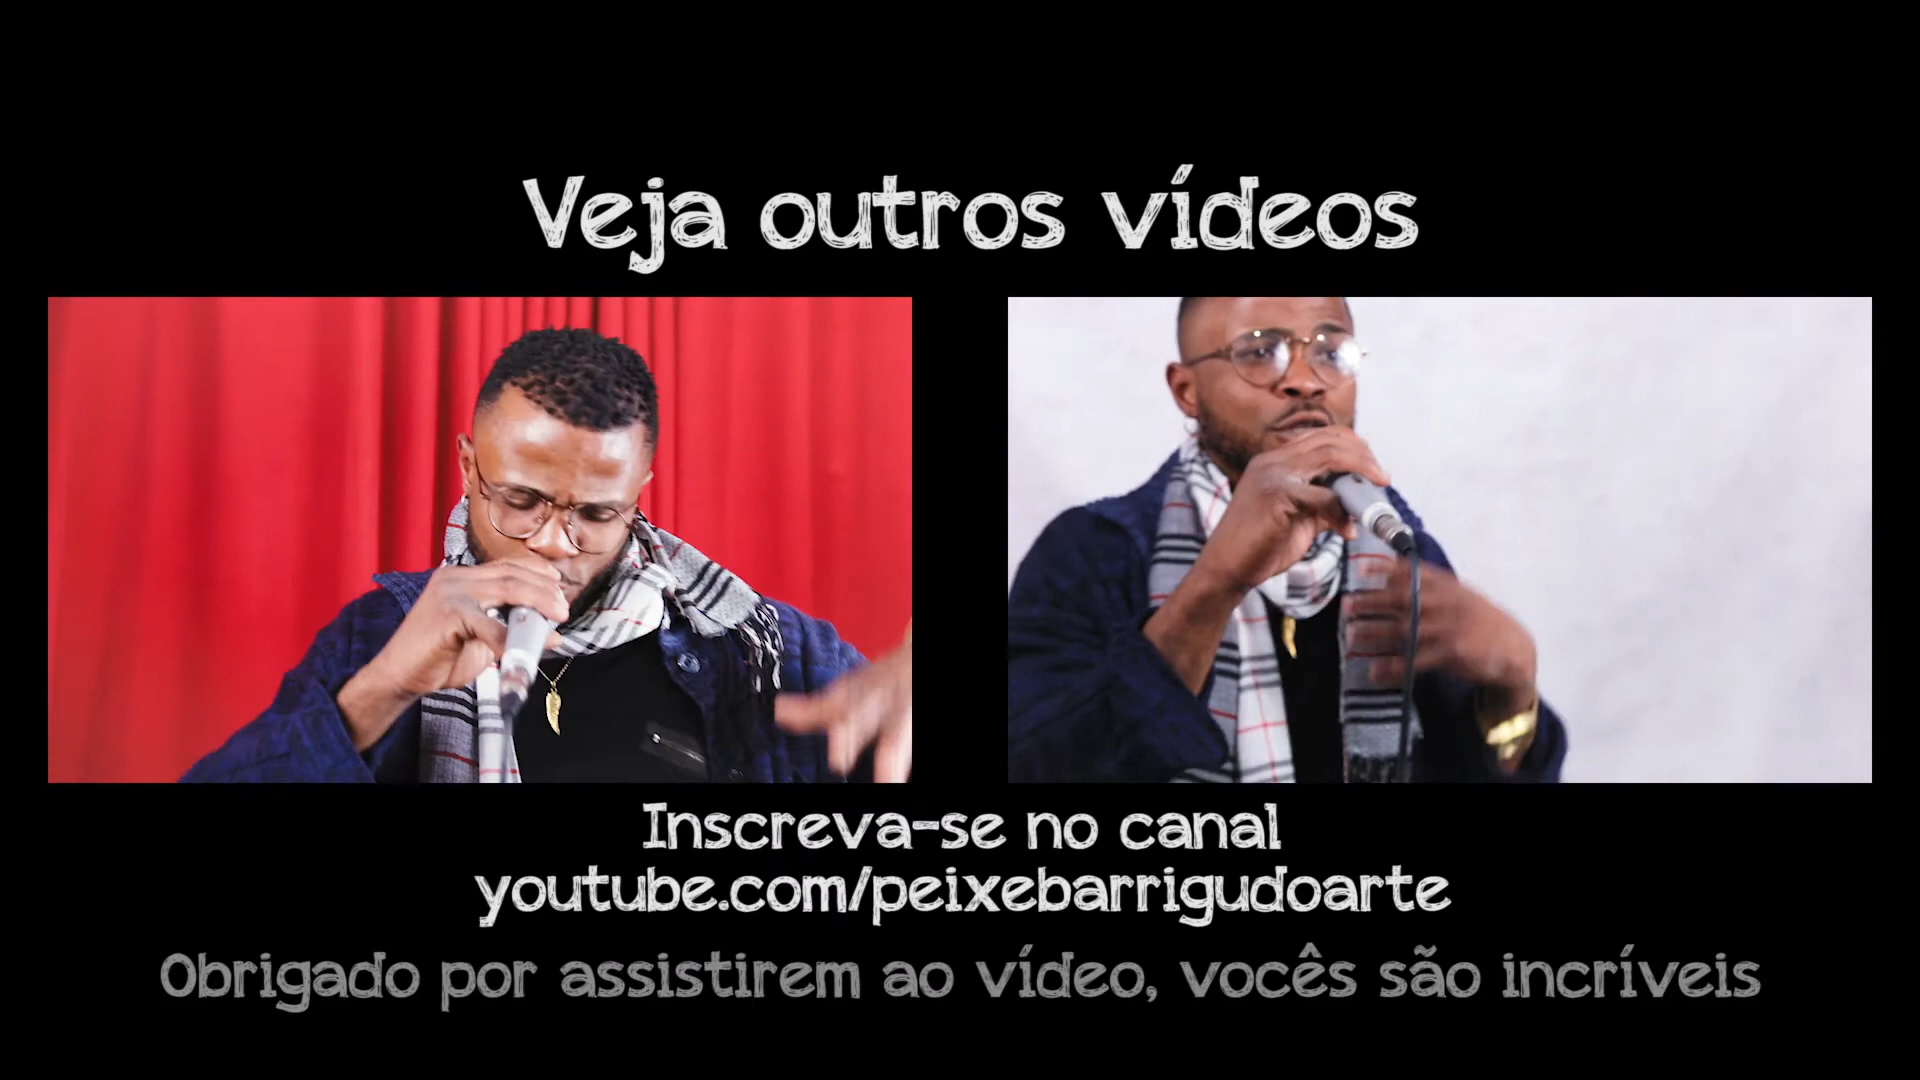 Veja outros vídeos
Inscreva-se no canal
youtube.com/peixebarrigudoarte
Obrigado por assistirem ao vídeo, vocês são incríveis